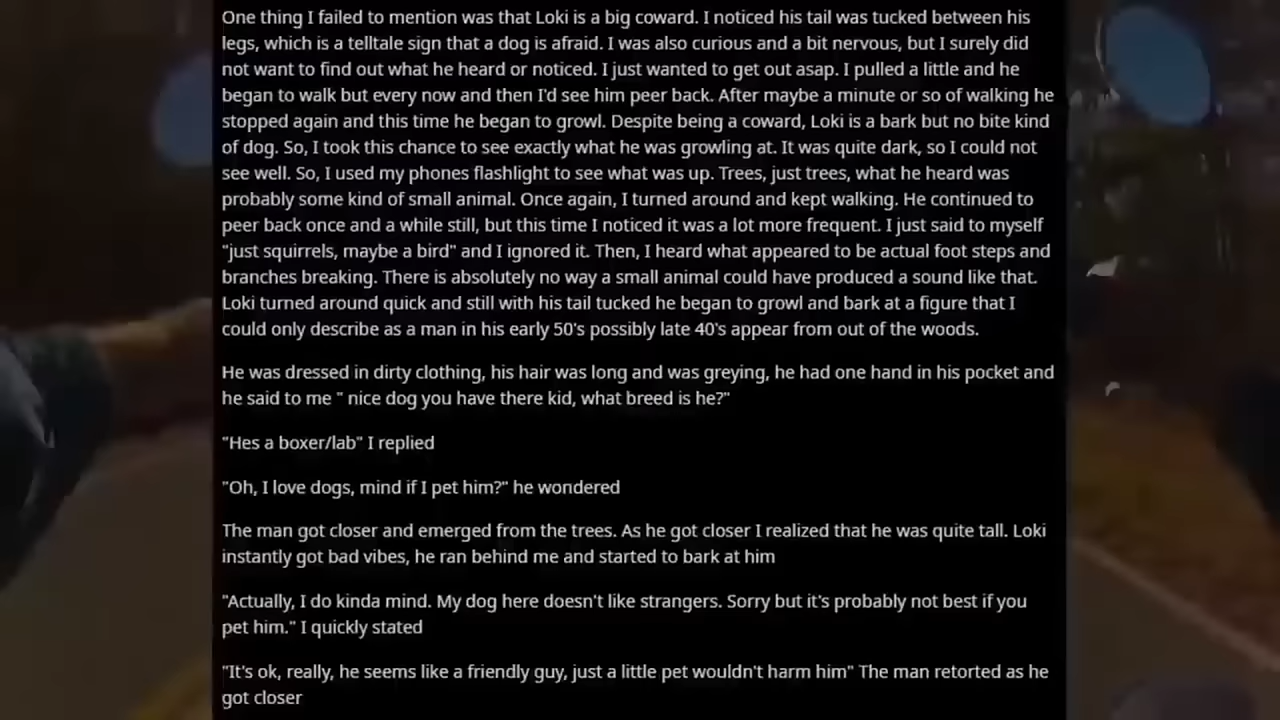 One thing I failed to mention was that Loki is a big coward. I noticed his tail was tucked between his
legs, which is a telltale sign that a dog is afraid. I was also curious and a bit nervous, but I surely did
not want to find out what he heard or noticed. I just wanted to get out asap. I pulled a little and he
began to walk but every now and then I'd see him peer back. After maybe a minute or so of walking he
stopped again and this time he began to growl. Despite being a coward, Loki is a bark but no bite kind
of dog. So, I took this chance to see exactly what he was growling at. It was quite dark, so I could not
see well. So, I used my phones flashlight to see what was up. Trees, just trees, what he heard was
probably some kind of small animal. Once again, I turned around and kept walking. He continued to
peer back once and a while still, but this time I noticed it was a lot more frequent. I just said to myself
"just squirrels, maybe a bird" and I ignored it. Then, I heard what appeared to be actual foot steps and
branches breaking. There is absolutely no way a small animal could have produced a sound like that.
Loki turned around quick and still with his tail tucked he began to growl and bark at a figure that I
could only describe as a man in his early 50's possibly late 40's appear from out of the woods.
He was dressed in dirty clothing, his hair was long and was greying, he had one hand in his pocket and
he said to me " nice dog you have there kid, what breed is he?"
"Hes a boxer/lab" I replied
"Oh, I love dogs, mind if I pet him?" he wondered
The man got closer and emerged from the trees. As he got closer I realized that he was quite tall. Loki
instantly got bad vibes, he ran behind me and started to bark at him
"Actually, I do kinda mind. My dog here doesn't like strangers. Sorry but it's probably not best if you
pet him." I quickly stated
"It's ok, really, he seems like a friendly guy, just a little pet wouldn't harm him" The man retorted as he
got closer